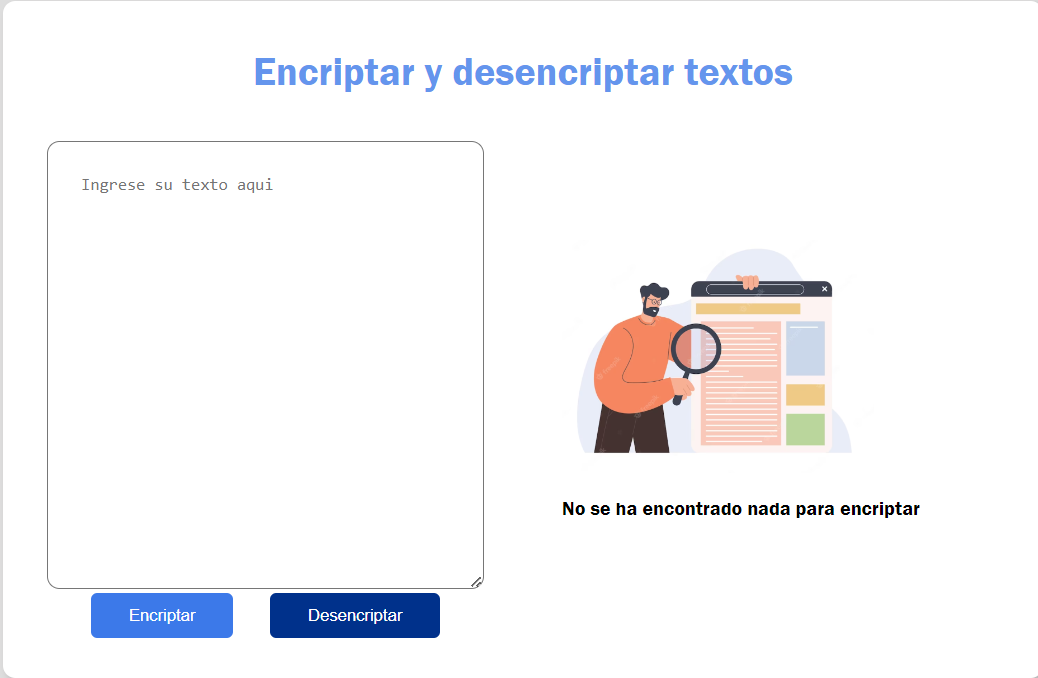 Encriptar y desencriptar textos
Ingrese su texto aqui
No se ha encontrado nada para encriptar
Encriptar
Desencriptar